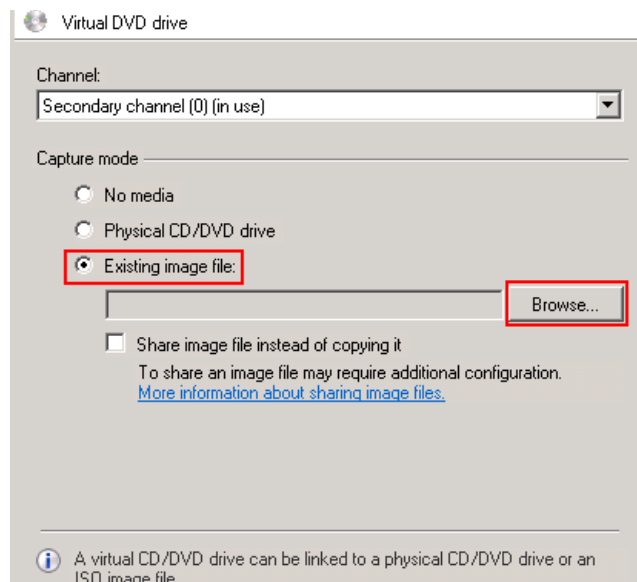 Virtual DVD drive
Channel:
Secondary channel (0) (in use)
Capture mode
No media
Physical CD/DVD drive
Existing image file:
Browse...
Share image file instead of copying it
To share an image file may require additional configuration.
More information about sharing image files.
A virtual CD/DVD drive can be linked to a physical CD/DVD drive or an
ISO image file